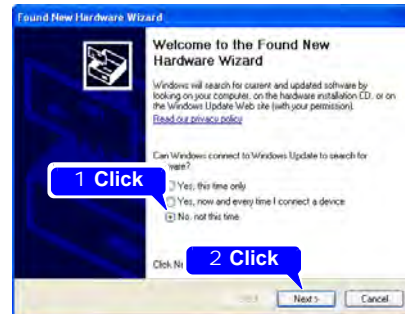 Found New Hardware Wizard
Welcome to the Found New
Hardware Wizard
Windows will search for current and updated software by
looking on your computer, on the hardware installation CD, or on
the Windows Update Web site (with your permission).
Read our privacy policy
Can Windows connect to Windows Update to search for
ware?
1 Click
Yes, this time only
Yes, now and every time I connect a device
No, not this time
Click
2 Click
Next >
Cancel